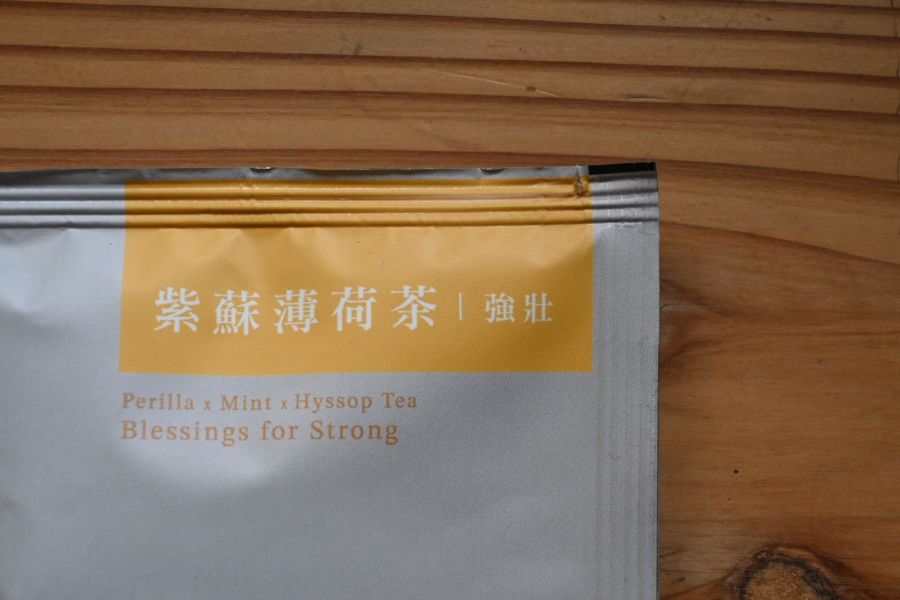 紫蘇薄荷茶｜強壯
Perilla x Mint x Hyssop Tea
Blessings for Strong